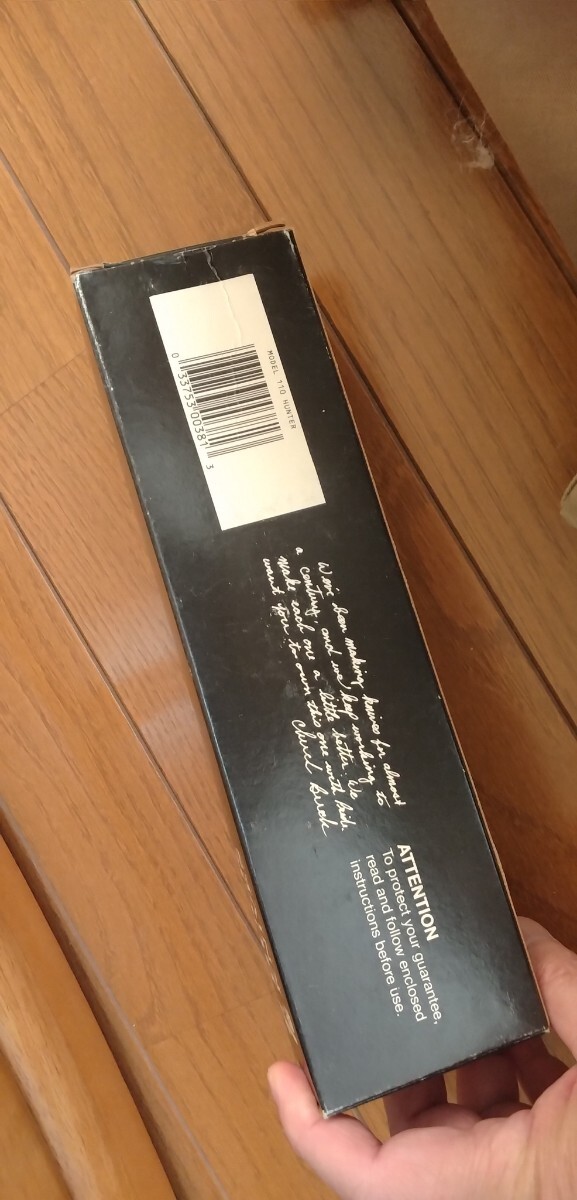 MODEL 110 HUNTER
0 33753 00381 3
We've been making knives for almost
a century, and we keep working to
make each one a little better. We
want you to own this one with pride.
Chuck Buck
ATTENTION
To protect your guarantee,
read and follow enclosed
instructions before use.